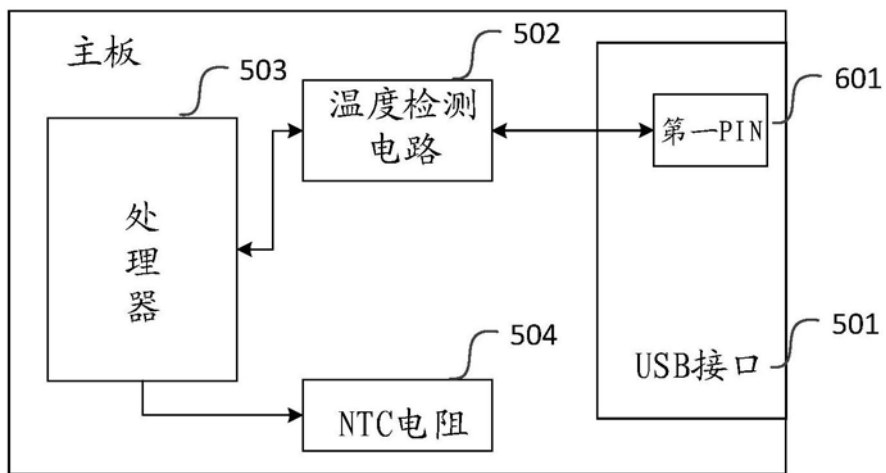 主板
503
502
601
温度检测
电路
第一PIN
处
理
器
504
501
USB接口
NTC电阻